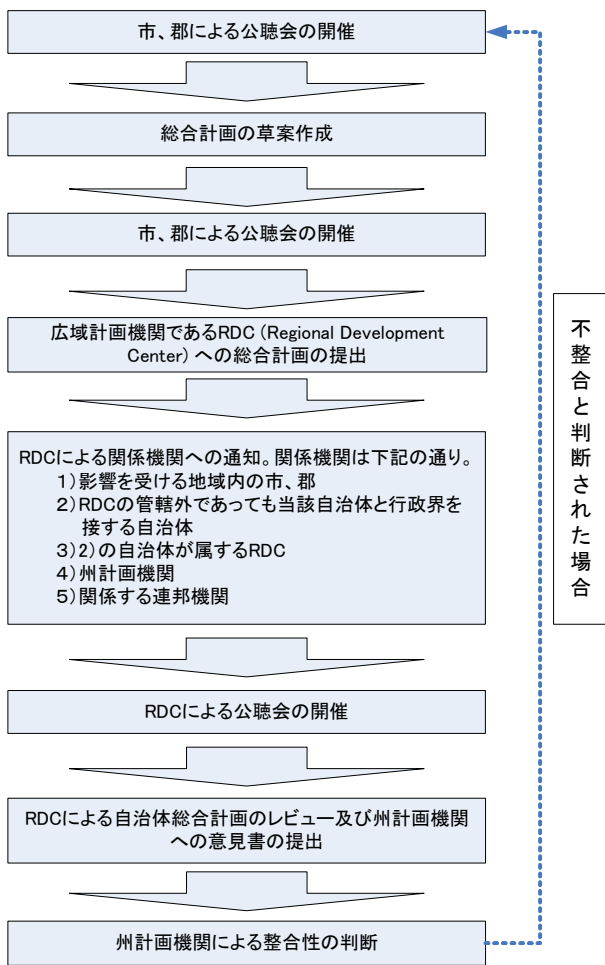 市、郡による公聴会の開催
総合計画の草案作成
市、郡による公聴会の開催
広域計画機関であるRDC (Regional Development
Center) への総合計画の提出
RDCによる関係機関への通知。関係機関は下記の通り。
1)影響を受ける地域内の市、郡
2)RDCの管轄外であっても当該自治体と行政界を
接する自治体
3)2)の自治体が属するRDC
4)州計画機関
5)関係する連邦機関
RDCによる公聴会の開催
RDCによる自治体総合計画のレビュー及び州計画機関
への意見書の提出
州計画機関による整合性の判断
不整合と判断された場合